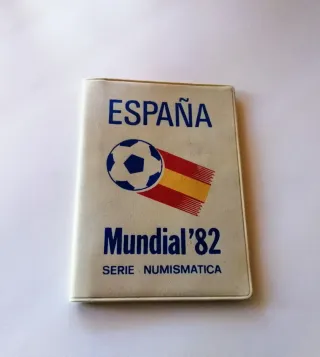 ESPAÑA
Mundial '82
SERIE NUMISMATICA